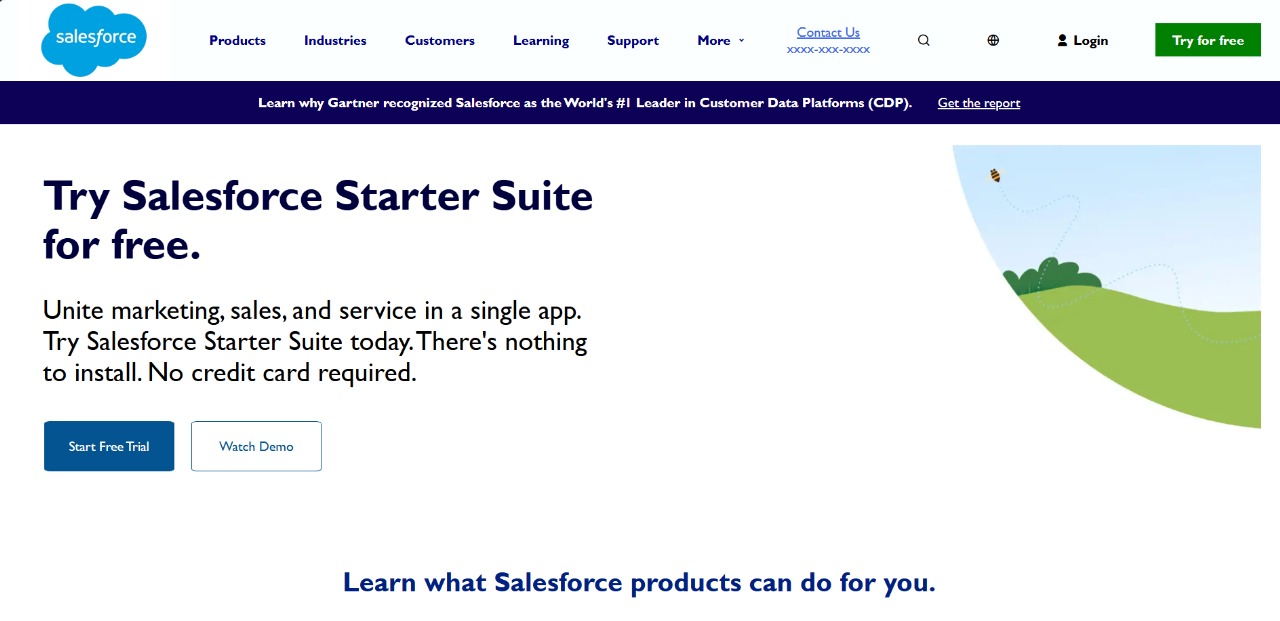 salesforce
Products
Industries
Customers
Learning
Support
More
Contact Us
xxxx-xxx-xxxx
Login
Try for free
Learn why Gartner recognized Salesforce as the World's #1 Leader in Customer Data Platforms (CDP).
Get the report
Try Salesforce Starter Suite
for free.
Unite marketing, sales, and service in a single app.
Try Salesforce Starter Suite today. There's nothing
to install. No credit card required.
Start Free Trial
Watch Demo
Learn what Salesforce products can do for you.